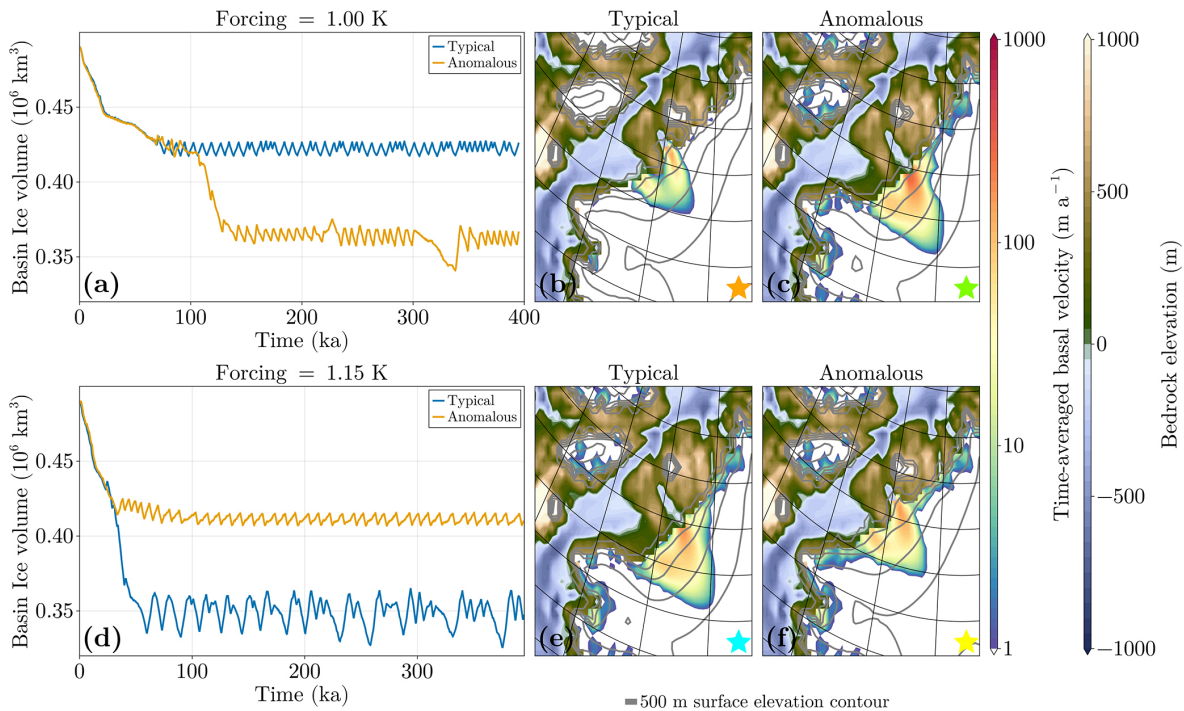 Forcing = 1.00 K
Typical
Anomalous
Basin Ice volume (10⁶ km³)
0.45
0.40
0.35
Typical
Anomalous
(a)
0
100
200
300
400
Time (ka)
(b)
(c)
Forcing = 1.15 K
Typical
Anomalous
Basin Ice volume (10⁶ km³)
0.45
0.40
0.35
Typical
Anomalous
(d)
0
100
200
300
Time (ka)
(e)
(f)
1000
100
10
1
Time-averaged basal velocity (m a⁻¹)
1000
500
0
−500
−1000
Bedrock elevation (m)
500 m surface elevation contour